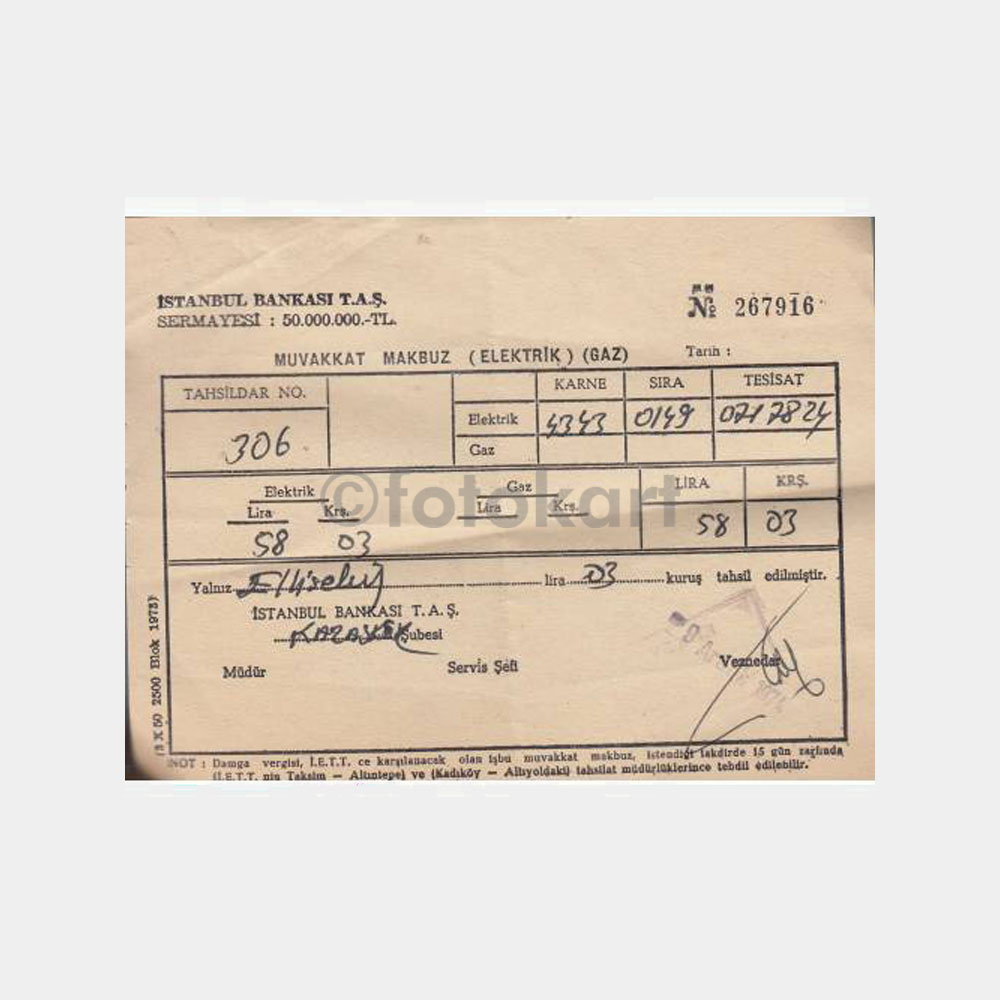 İSTANBUL BANKASI T.A.Ş.
SERMAYESİ : 50.000.000.-TL.
№ 267916
MUVAKKAT MAKBUZ (ELEKTRİK) (GAZ)
Tarih :
TAHSİLDAR NO.
KARNE SIRA TESİSAT
306
Elektrik 4343 0149 0717824
Gaz
Elektrik Gaz LİRA KRŞ.
Lira Krş. Lira Krş.
58 03 58 03
©fotokart
Yalnız Ellisekiz lira 03 kuruş tahsil edilmiştir.
İSTANBUL BANKASI T.A.Ş.
Şubesi
Müdür Servis Şefi Veznedar
(3 X 50 2500 Blok 1973)
NOT : Damga vergisi, İ.E.T.T. ce karşılanacak olan işbu muvakkat makbuz, istendiği takdirde 15 gün zarfında
(İ.E.T.T. nin Taksim — Altıntepe) ve (Kadıköy — Altıyoldaki) tahsilat müdürlüklerince tebdil edilebilir.